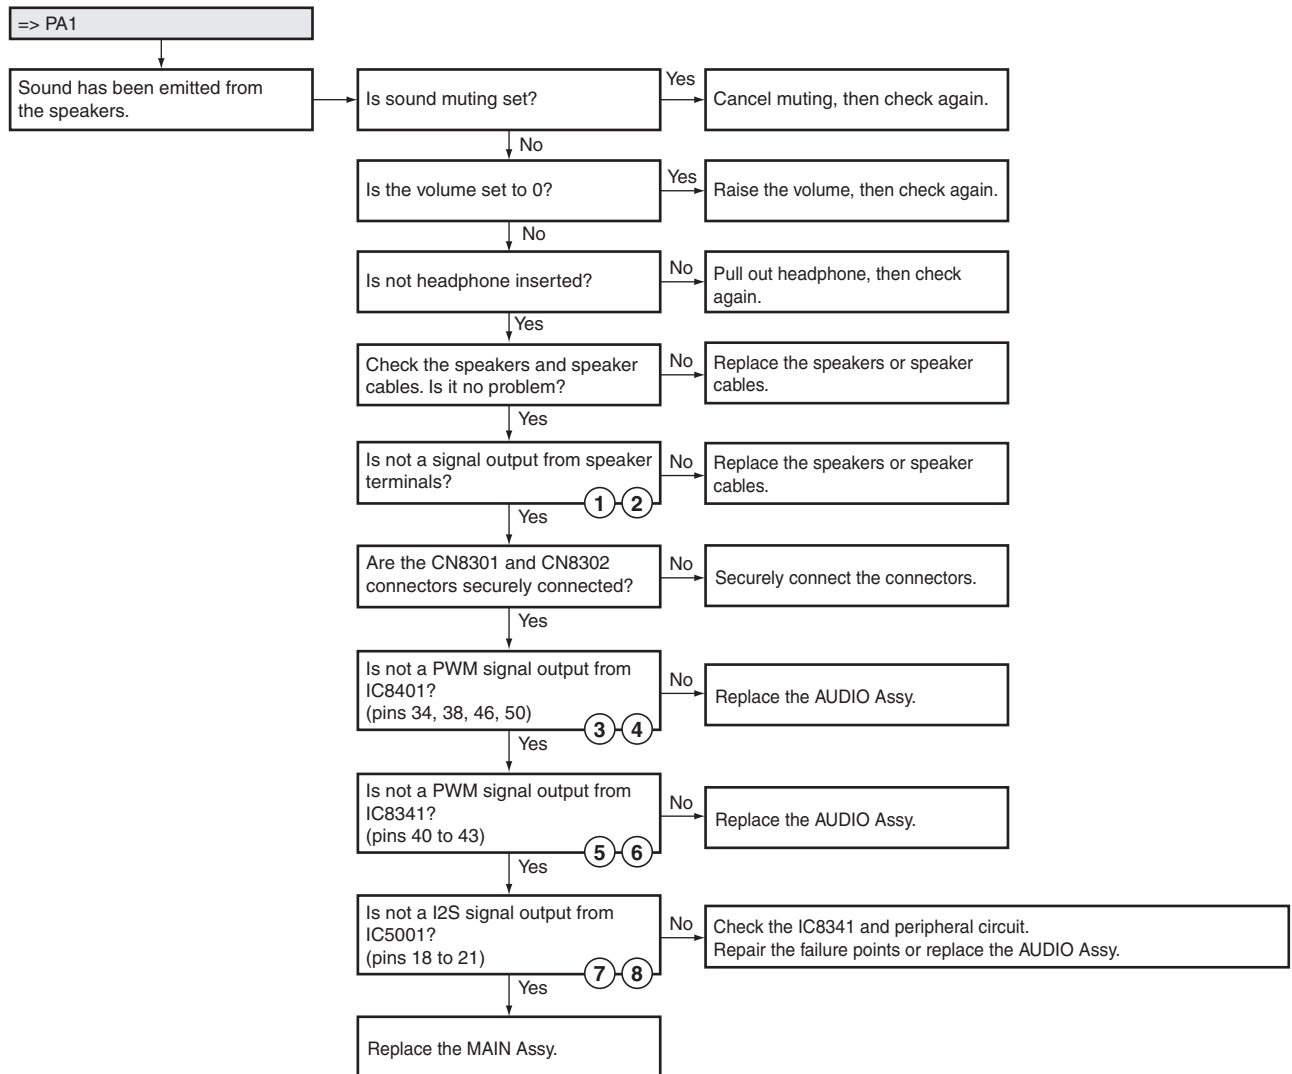 => PA1
Sound has been emitted from
the speakers.
Is sound muting set?
Yes
Cancel muting, then check again.
No
Is the volume set to 0?
Yes
Raise the volume, then check again.
No
Is not headphone inserted?
No
Pull out headphone, then check
again.
Yes
Check the speakers and speaker
cables. Is it no problem?
No
Replace the speakers or speaker
cables.
Yes
Is not a signal output from speaker
terminals?
1 2
No
Replace the speakers or speaker
cables.
Yes
Are the CN8301 and CN8302
connectors securely connected?
No
Securely connect the connectors.
Yes
Is not a PWM signal output from
IC8401?
(pins 34, 38, 46, 50)
3 4
No
Replace the AUDIO Assy.
Yes
Is not a PWM signal output from
IC8341?
(pins 40 to 43)
5 6
No
Replace the AUDIO Assy.
Yes
Is not a I2S signal output from
IC5001?
(pins 18 to 21)
7 8
No
Check the IC8341 and peripheral circuit.
Repair the failure points or replace the AUDIO Assy.
Yes
Replace the MAIN Assy.